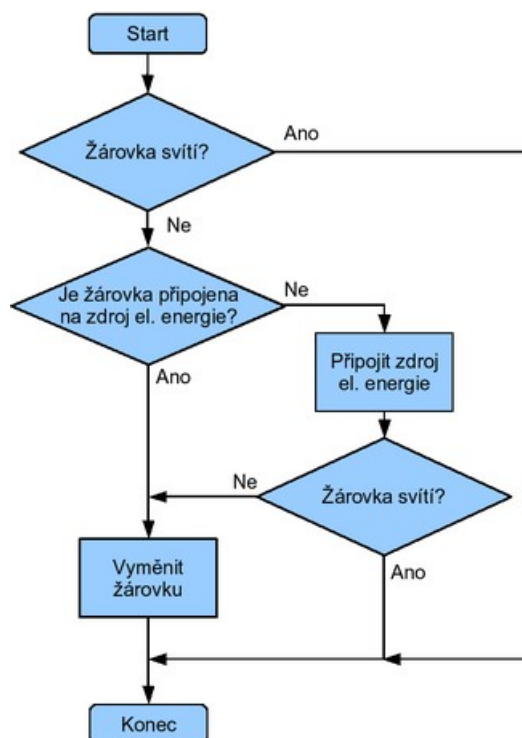 Start
Žárovka svítí?
Ano
Ne
Je žárovka připojena
na zdroj el. energie?
Ne
Ano
Připojit zdroj
el. energie
Žárovka svítí?
Ne
Ano
Vyměnit
žárovku
Konec